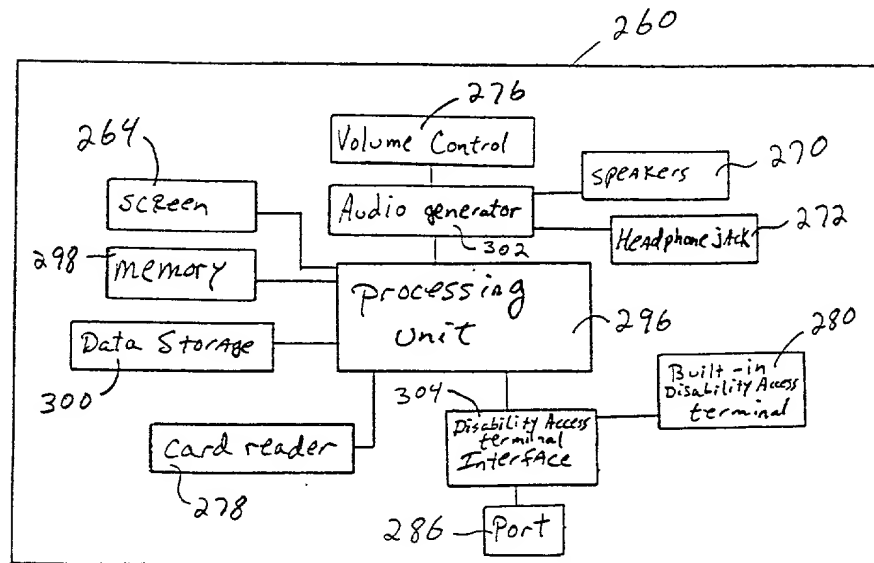 260
276
Volume Control
264
Screen
Speakers
270
Audio generator
302
Headphone jack
272
298
memory
processing
unit
296
Data Storage
300
280
Built-in
Disability Access
terminal
304
Disability Access
terminal
Interface
card reader
278
286
Port